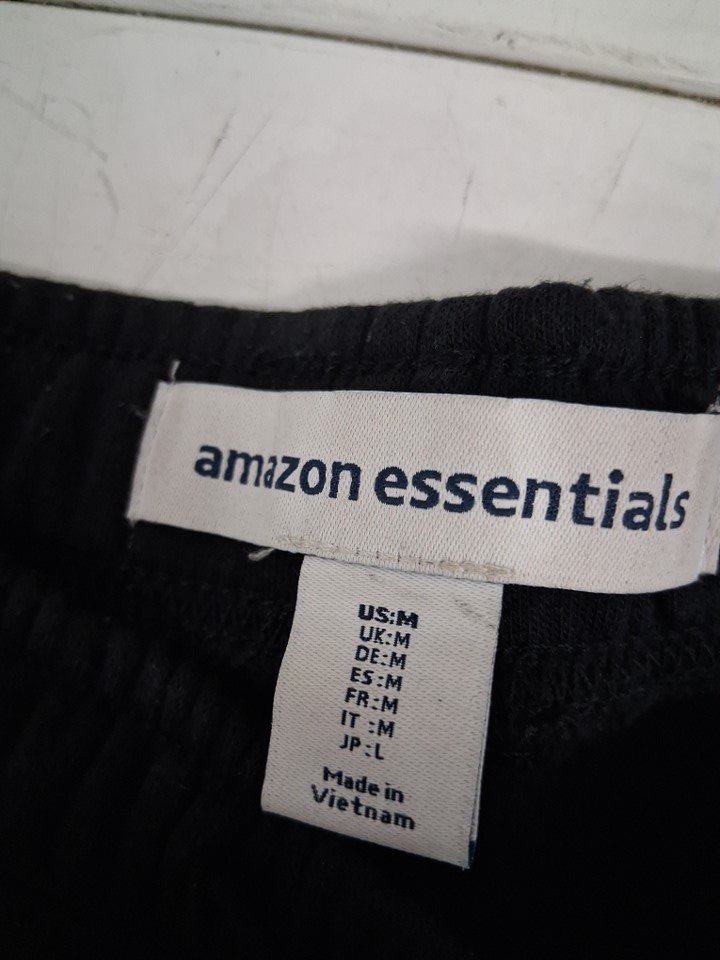 amazon essentials
US:M
UK:M
DE:M
ES:M
FR:M
IT :M
JP:L
Made in
Vietnam